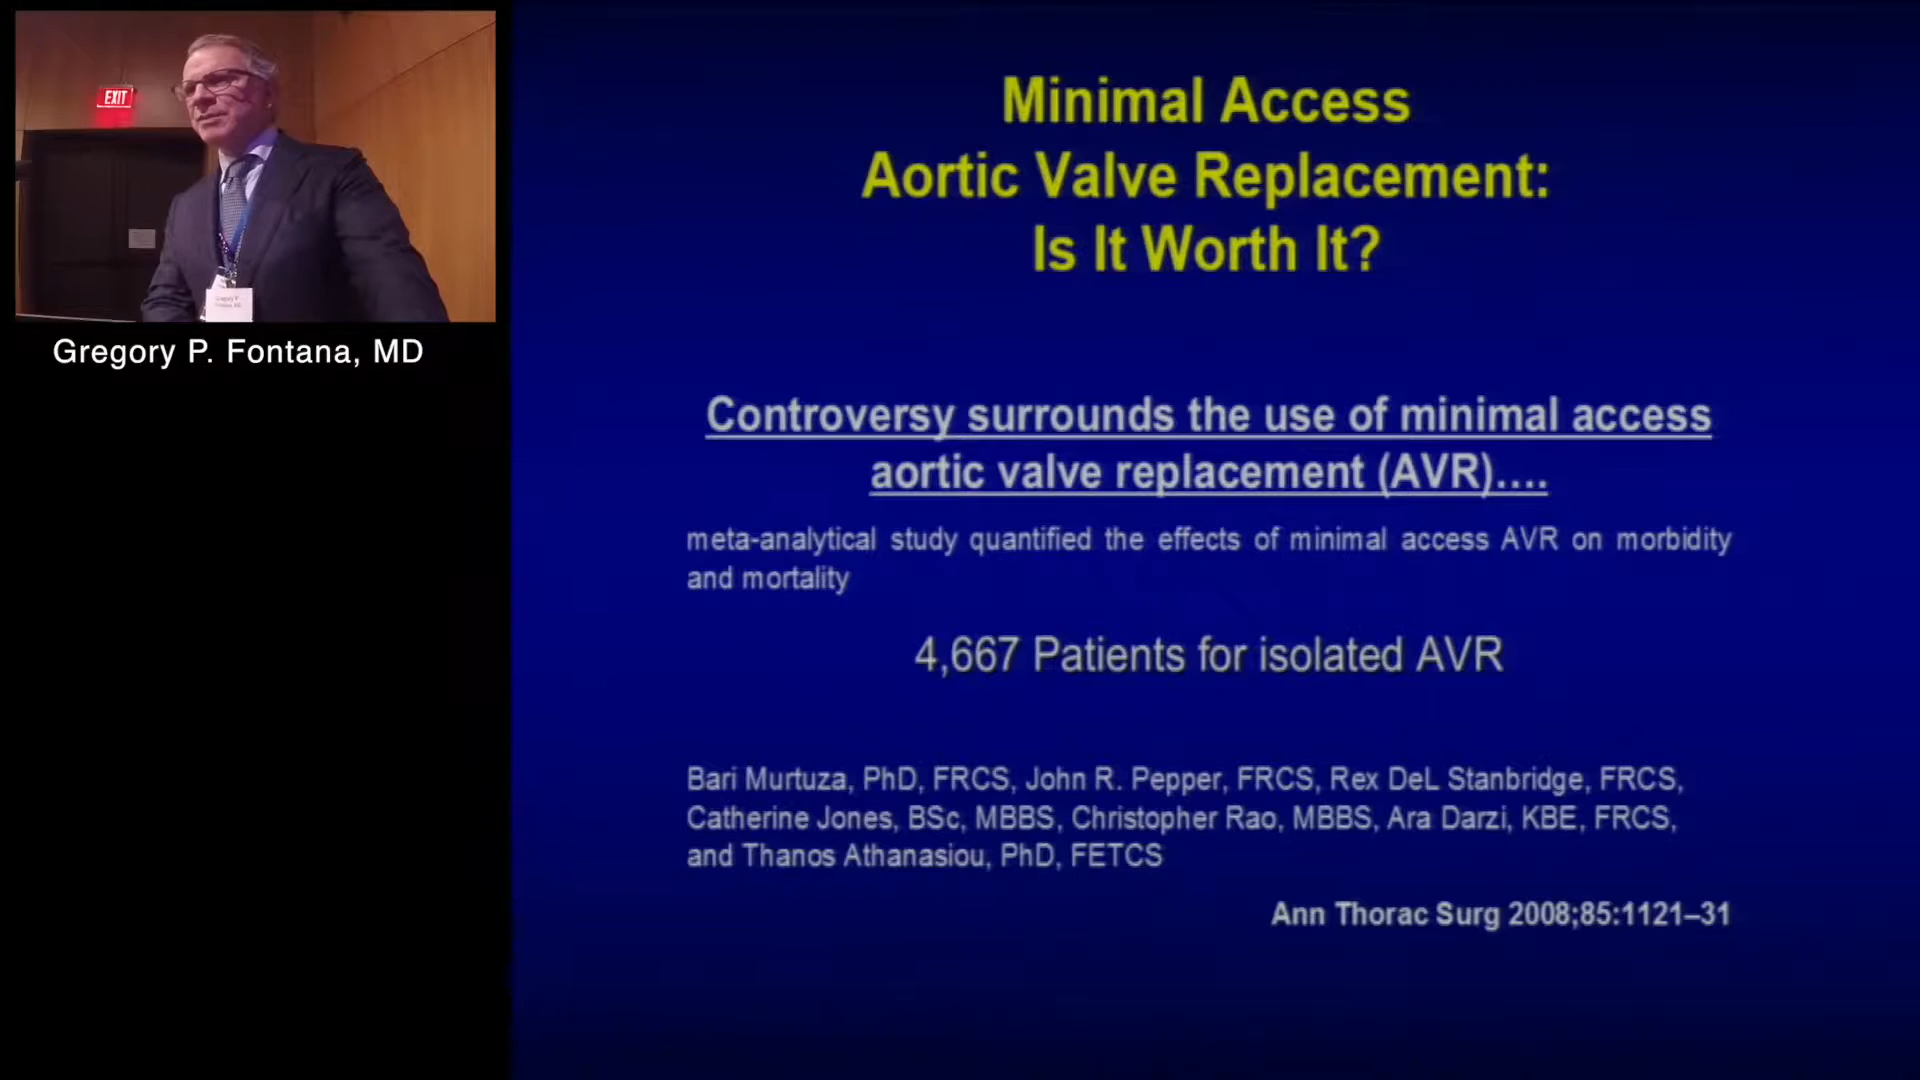 EXIT
Gregory P.
Gregory P. Fontana, MD
Minimal Access
Aortic Valve Replacement:
Is It Worth It?
Controversy surrounds the use of minimal access
aortic valve replacement (AVR)....
meta-analytical study quantified the effects of minimal access AVR on morbidity
and mortality
4,667 Patients for isolated AVR
Bari Murtuza, PhD, FRCS, John R. Pepper, FRCS, Rex DeL Stanbridge, FRCS,
Catherine Jones, BSc, MBBS, Christopher Rao, MBBS, Ara Darzi, KBE, FRCS,
and Thanos Athanasiou, PhD, FETCS
Ann Thorac Surg 2008;85:1121–31